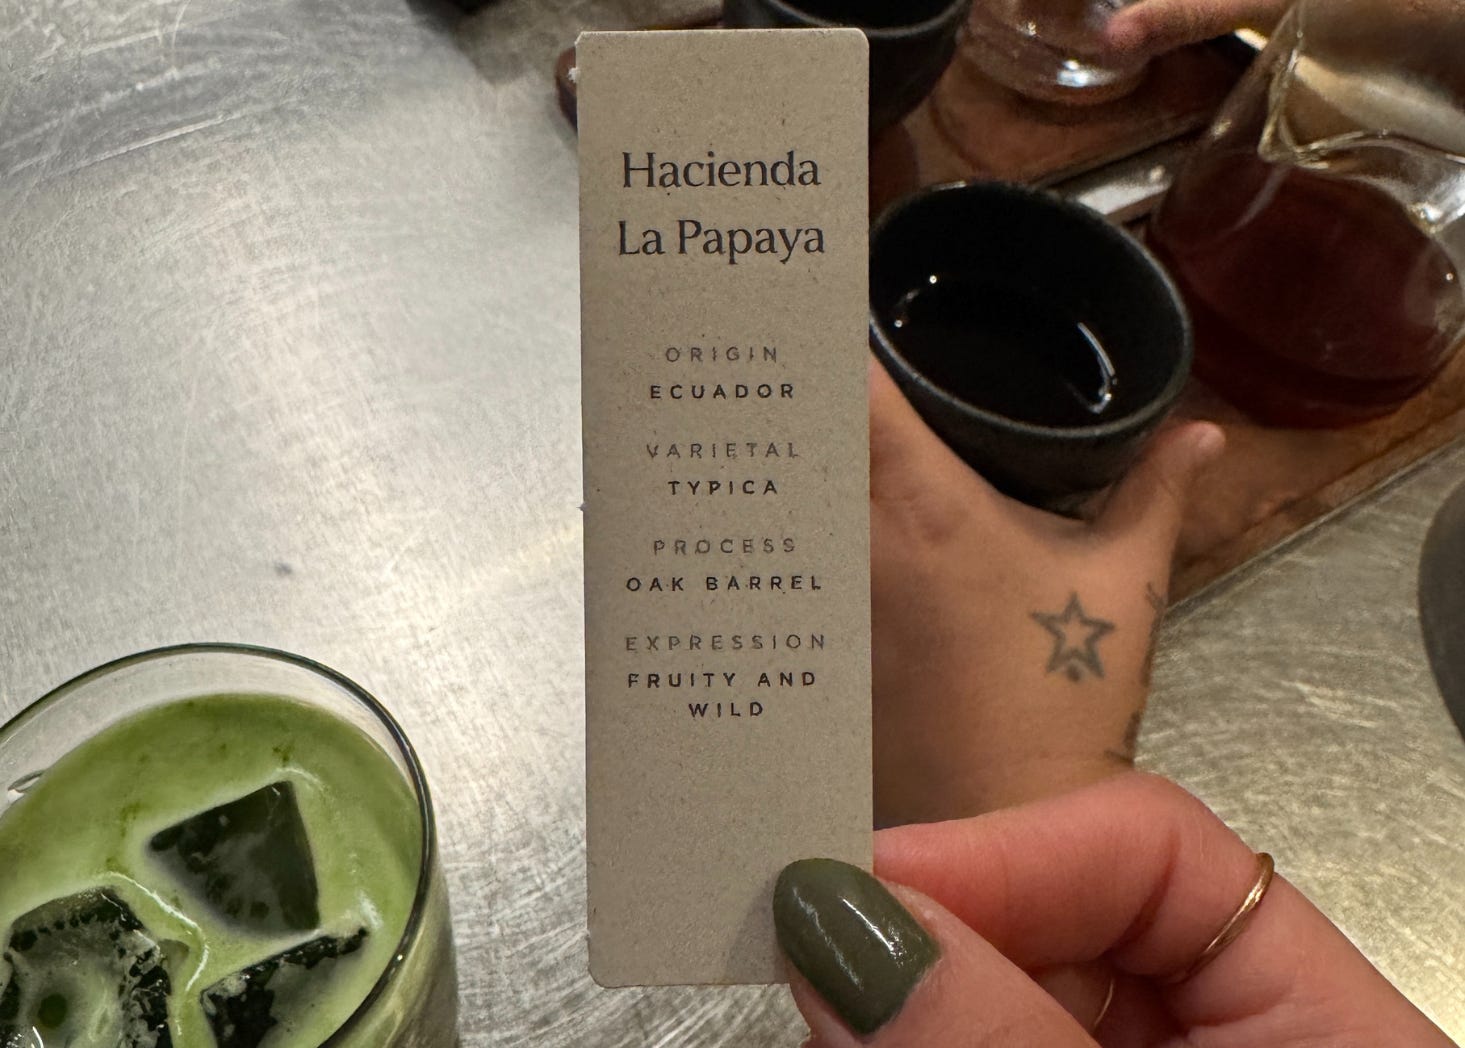 Hacienda
La Papaya
ORIGIN
ECUADOR
VARIETAL
TYPICA
PROCESS
OAK BARREL
EXPRESSION
FRUITY AND
WILD